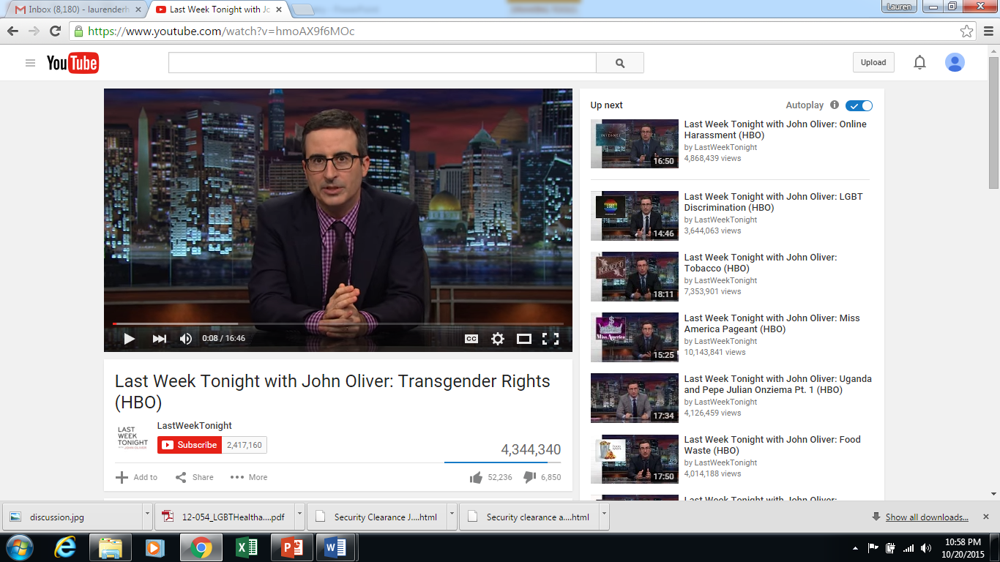 Inbox (8,180) - laurenderh
Last Week Tonight with Jo
Lauren
https://www.youtube.com/watch?v=hmoAX9f6MOc
YouTube
Upload
0:08 / 16:46
CC
Last Week Tonight with John Oliver: Transgender Rights
(HBO)
LAST
WEEK
TONIGHT
LastWeekTonight
Subscribe 2,417,160
4,344,340
Add to Share More 52,236 6,850
Up next Autoplay
Last Week Tonight with John Oliver: Online
Harassment (HBO)
by LastWeekTonight
4,868,439 views
INTERNET
16:50
Last Week Tonight with John Oliver: LGBT
Discrimination (HBO)
by LastWeekTonight
3,644,063 views
LGBT
14:46
Last Week Tonight with John Oliver:
Tobacco (HBO)
by LastWeekTonight
7,353,901 views
TOBACCO
18:11
Last Week Tonight with John Oliver: Miss
America Pageant (HBO)
by LastWeekTonight
10,143,841 views
Miss America
15:25
Last Week Tonight with John Oliver: Uganda
and Pepe Julian Onziema Pt. 1 (HBO)
by LastWeekTonight
4,126,459 views
17:34
Last Week Tonight with John Oliver: Food
Waste (HBO)
by LastWeekTonight
4,014,188 views
17:50
Last Week Tonight with John Oliver:
discussion.jpg
12-054_LGBTHealtha....pdf
Security Clearance J....html
Security clearance a....html
Show all downloads...
10:58 PM
10/20/2015